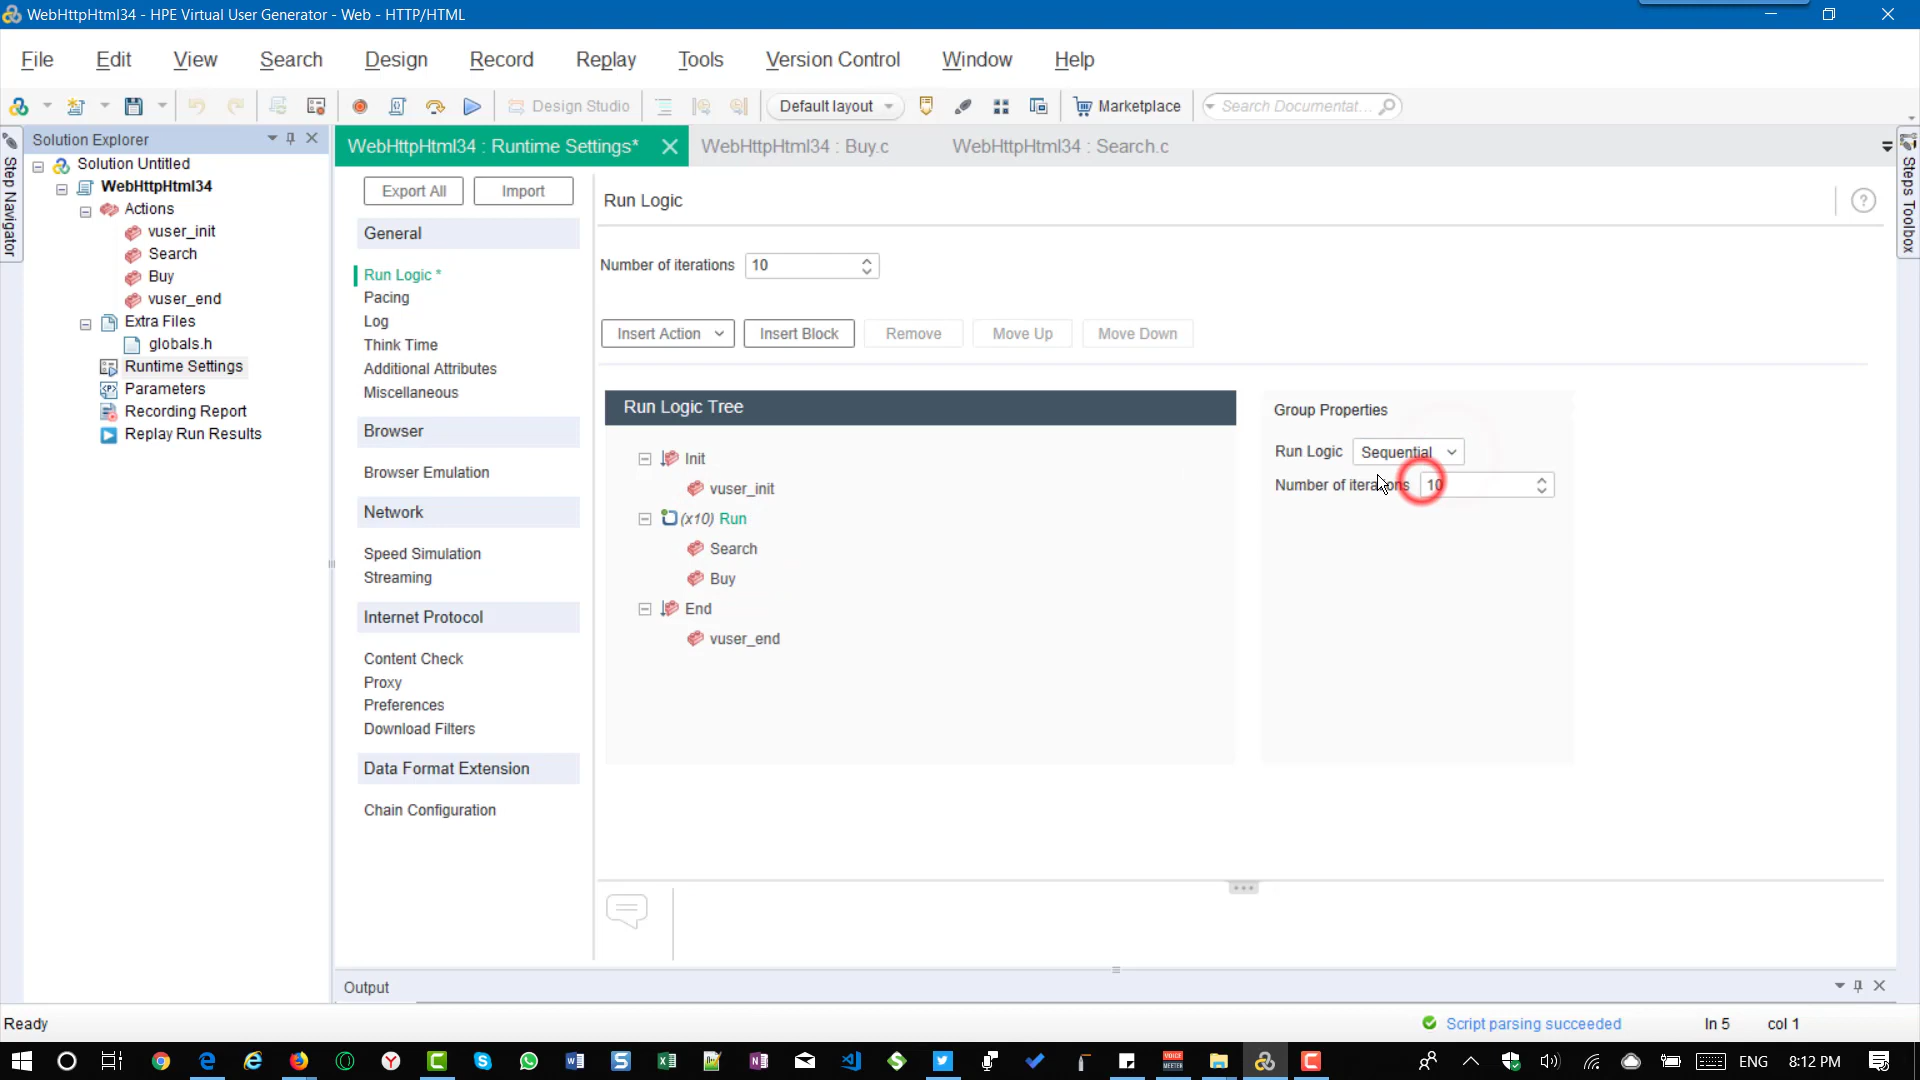 WebHttpHtml34 - HPE Virtual User Generator - Web - HTTP/HTML
File Edit View Search Design Record Replay Tools Version Control Window Help
Design Studio Default layout Marketplace Search Documentat...
Solution Explorer
Step Navigator
Solution Untitled
WebHttpHtml34
Actions
vuser_init
Search
Buy
vuser_end
Extra Files
globals.h
Runtime Settings
Parameters
Recording Report
Replay Run Results
WebHttpHtml34 : Runtime Settings* WebHttpHtml34 : Buy.c WebHttpHtml34 : Search.c
Steps Toolbox
Export All Import
General
Run Logic *
Pacing
Log
Think Time
Additional Attributes
Miscellaneous
Browser
Browser Emulation
Network
Speed Simulation
Streaming
Internet Protocol
Content Check
Proxy
Preferences
Download Filters
Data Format Extension
Chain Configuration
Run Logic
Number of iterations 10
Insert Action Insert Block Remove Move Up Move Down
Run Logic Tree
Init
vuser_init
(x10) Run
Search
Buy
End
vuser_end
Group Properties
Run Logic Sequential
Number of iterations 10
Output
Ready
Script parsing succeeded ln 5 col 1
ENG 8:12 PM